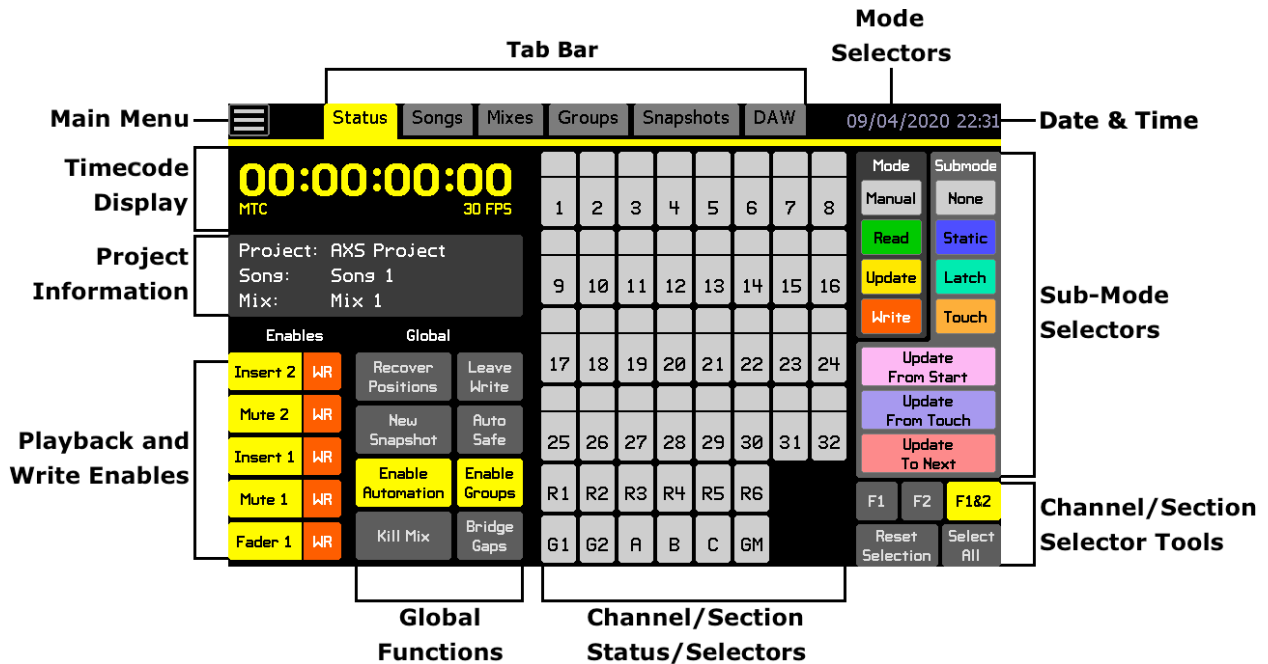 Mode
Selectors
Tab Bar
Main Menu
Status Songs Mixes Groups Snapshots DAW 09/04/2020 22:31
Date & Time
Timecode
Display
00:00:00:00
MTC 30 FPS
Project
Information
Project: AXS Project
Song: Song 1
Mix: Mix 1
Enables Global
Playback and
Write Enables
Insert 2 WR
Mute 2 WR
Insert 1 WR
Mute 1 WR
Fader 1 WR
Recover
Positions
Leave
Write
New
Snapshot
Auto
Safe
Enable
Automation
Enable
Groups
Kill Mix
Bridge
Gaps
Global
Functions
1 2 3 4 5 6 7 8
9 10 11 12 13 14 15 16
17 18 19 20 21 22 23 24
25 26 27 28 29 30 31 32
R1 R2 R3 R4 R5 R6
G1 G2 A B C GM
Channel/Section
Status/Selectors
Mode Submode
Manual None
Read Static
Update Latch
Write Touch
Update
From Start
Update
From Touch
Update
To Next
Sub-Mode
Selectors
F1 F2 F1&2
Reset
Selection
Select
All
Channel/Section
Selector Tools